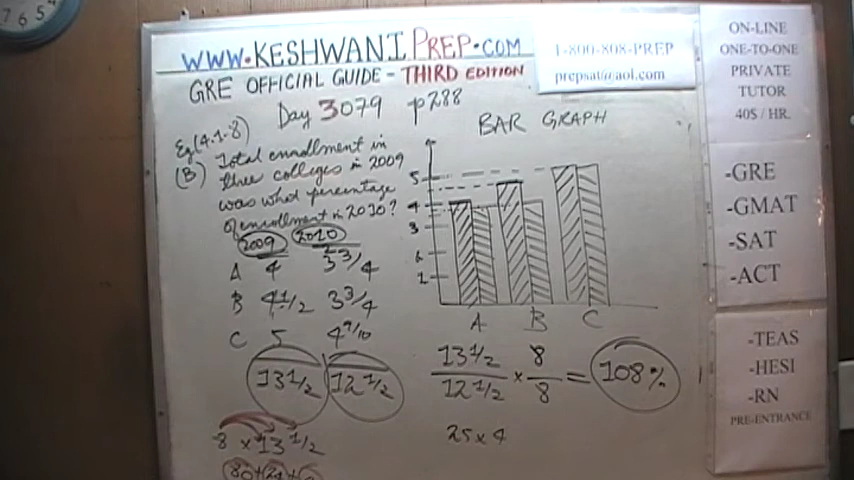 7 6 5
WWW.KESHWANIPREP.COM
1-800-808-PREP
prepsat@aol.com
GRE OFFICIAL GUIDE - THIRD EDITION
Day 3079 p288
Eg(4.1-8)
(B) Total enrollment in
three colleges in 2009
was what percentage
of enrollment in 2010?
2009 2010
A 4 3 3/4
B 4 1/2 3 3/4
C 5 4 9/10
13 1/2 12 1/2
8 × 13 1/2
BAR GRAPH
5
4
3
1
A B C
13 1/2 / 12 1/2 × 8/8 = 108%
25 × 4
ON-LINE
ONE-TO-ONE
PRIVATE
TUTOR
40$ / HR.
-GRE
-GMAT
-SAT
-ACT
-TEAS
-HESI
-RN
PRE-ENTRANCE